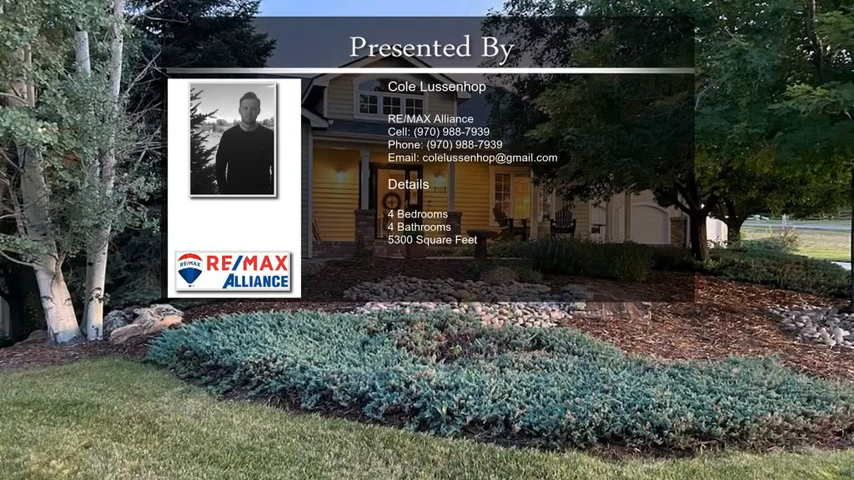 Presented By
Cole Lussenhop
RE/MAX Alliance
Cell: (970) 988-7939
Phone: (970) 988-7939
Email: colelussenhop@gmail.com
Details
4 Bedrooms
4 Bathrooms
5300 Square Feet
RE/MAX
RE/MAX
ALLIANCE